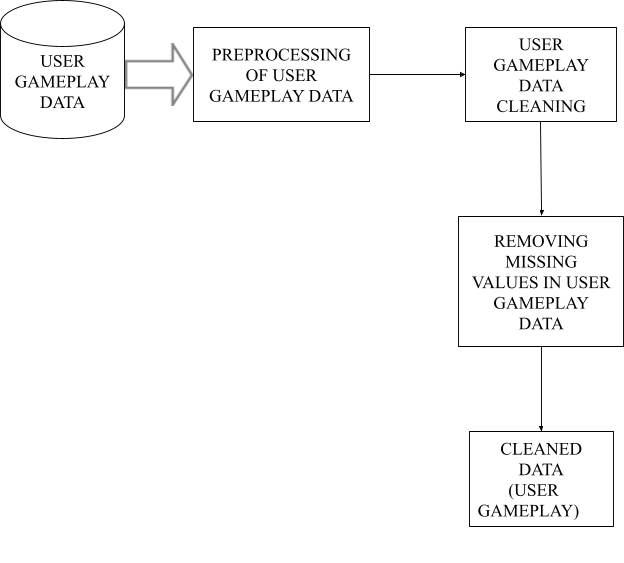 USER
GAMEPLAY
DATA
PREPROCESSING
OF USER
GAMEPLAY DATA
USER
GAMEPLAY
DATA
CLEANING
REMOVING
MISSING
VALUES IN USER
GAMEPLAY
DATA
CLEANED
DATA
(USER
GAMEPLAY)